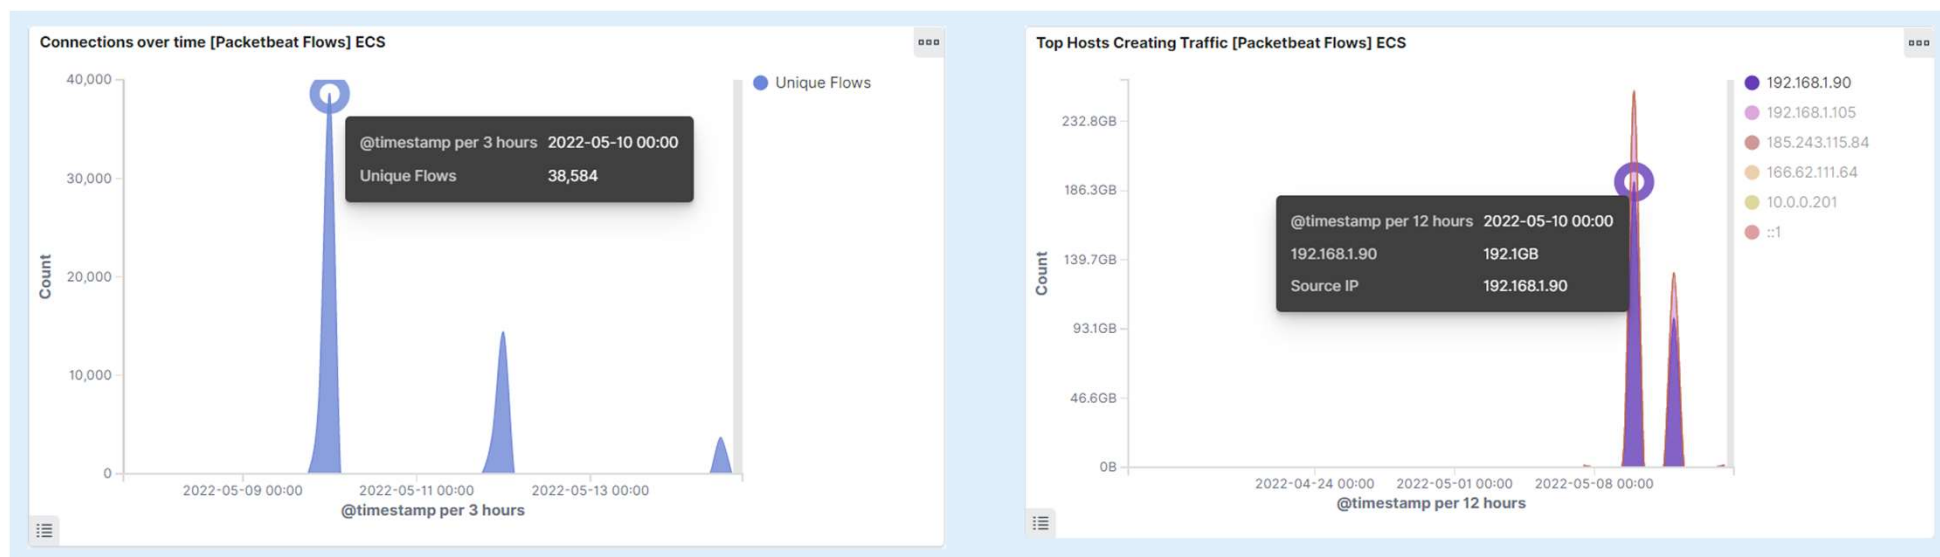 Connections over time [Packetbeat Flows] ECS
40,000
30,000
20,000
10,000
0
Count
Unique Flows
@timestamp per 3 hours 2022-05-10 00:00
Unique Flows 38,584
2022-05-09 00:00 2022-05-11 00:00 2022-05-13 00:00
@timestamp per 3 hours
Top Hosts Creating Traffic [Packetbeat Flows] ECS
232.8GB
186.3GB
139.7GB
93.1GB
46.6GB
0B
Count
192.168.1.90
192.168.1.105
185.243.115.84
166.62.111.64
10.0.0.201
::1
@timestamp per 12 hours 2022-05-10 00:00
192.168.1.90 192.1GB
Source IP 192.168.1.90
2022-04-24 00:00 2022-05-01 00:00 2022-05-08 00:00
@timestamp per 12 hours